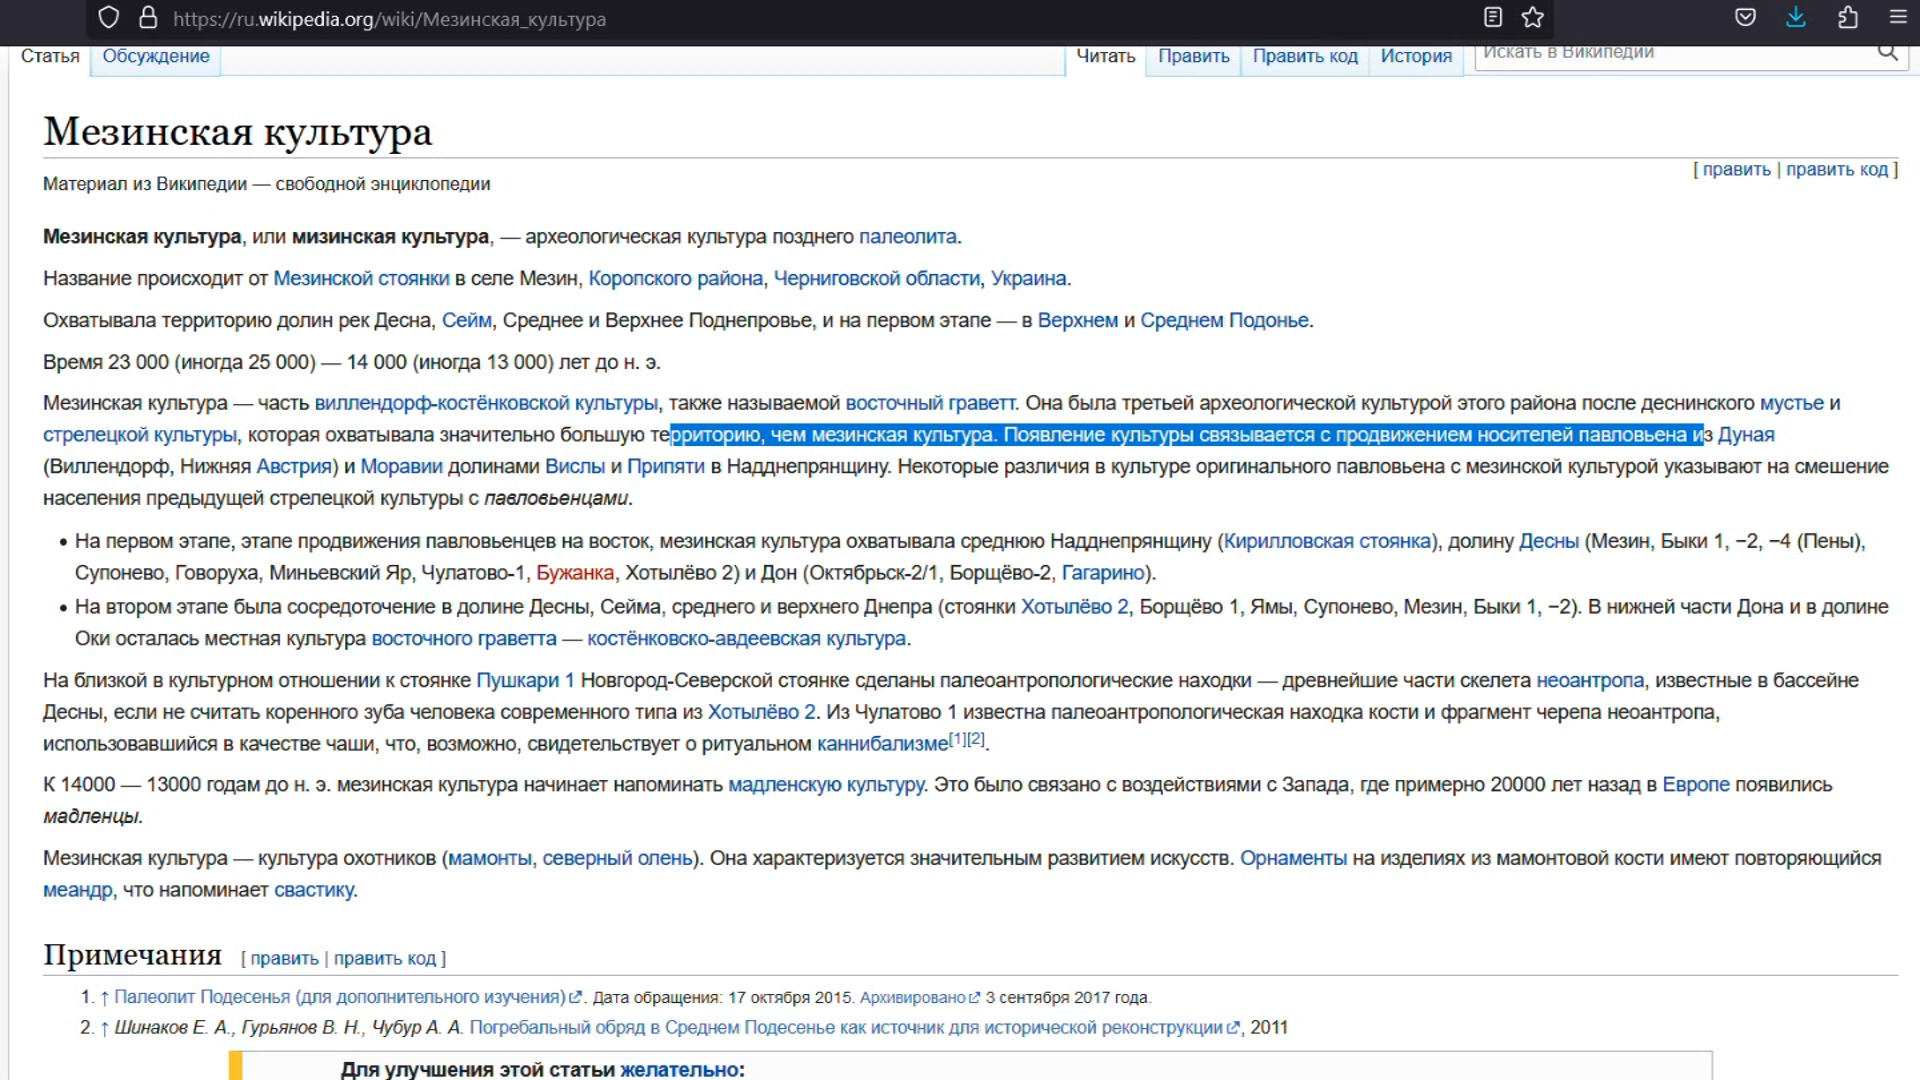 https://ru.wikipedia.org/wiki/Мезинская_культура
Статья Обсуждение Читать Править Править код История Искать в Википедии
Мезинская культура
[ править | править код ]
Материал из Википедии — свободной энциклопедии
Мезинская культура, или мизинская культура, — археологическая культура позднего палеолита.
Название происходит от Мезинской стоянки в селе Мезин, Коропского района, Черниговской области, Украина.
Охватывала территорию долин рек Десна, Сейм, Среднее и Верхнее Поднепровье, и на первом этапе — в Верхнем и Среднем Подонье.
Время 23 000 (иногда 25 000) — 14 000 (иногда 13 000) лет до н. э.
Мезинская культура — часть виллендорф-костёнковской культуры, также называемой восточный граветт. Она была третьей археологической культурой этого района после деснинского мустье и
стрелецкой культуры, которая охватывала значительно большую территорию, чем мезинская культура. Появление культуры связывается с продвижением носителей павловьена из Дуная
(Виллендорф, Нижняя Австрия) и Моравии долинами Вислы и Припяти в Надднепрянщину. Некоторые различия в культуре оригинального павловьена с мезинской культурой указывают на смешение
населения предыдущей стрелецкой культуры с павловьенцами.
• На первом этапе, этапе продвижения павловьенцев на восток, мезинская культура охватывала среднюю Надднепрянщину (Кирилловская стоянка), долину Десны (Мезин, Быки 1, −2, −4 (Пены),
Супонево, Говоруха, Миньевский Яр, Чулатово-1, Бужанка, Хотылёво 2) и Дон (Октябрьск-2/1, Борщёво-2, Гагарино).
• На втором этапе была сосредоточение в долине Десны, Сейма, среднего и верхнего Днепра (стоянки Хотылёво 2, Борщёво 1, Ямы, Супонево, Мезин, Быки 1, −2). В нижней части Дона и в долине
Оки осталась местная культура восточного граветта — костёнковско-авдеевская культура.
На близкой в культурном отношении к стоянке Пушкари 1 Новгород-Северской стоянке сделаны палеоантропологические находки — древнейшие части скелета неоантропа, известные в бассейне
Десны, если не считать коренного зуба человека современного типа из Хотылёво 2. Из Чулатово 1 известна палеоантропологическая находка кости и фрагмент черепа неоантропа,
использовавшийся в качестве чаши, что, возможно, свидетельствует о ритуальном каннибализме[1][2].
К 14000 — 13000 годам до н. э. мезинская культура начинает напоминать мадленскую культуру. Это было связано с воздействиями с Запада, где примерно 20000 лет назад в Европе появились
мадленцы.
Мезинская культура — культура охотников (мамонты, северный олень). Она характеризуется значительным развитием искусств. Орнаменты на изделиях из мамонтовой кости имеют повторяющийся
меандр, что напоминает свастику.
Примечания [ править | править код ]
1. ↑ Палеолит Подесенья (для дополнительного изучения). Дата обращения: 17 октября 2015. Архивировано 3 сентября 2017 года.
2. ↑ Шинаков Е. А., Гурьянов В. Н., Чубур А. А. Погребальный обряд в Среднем Подесенье как источник для исторической реконструкции, 2011
Для улучшения этой статьи желательно: